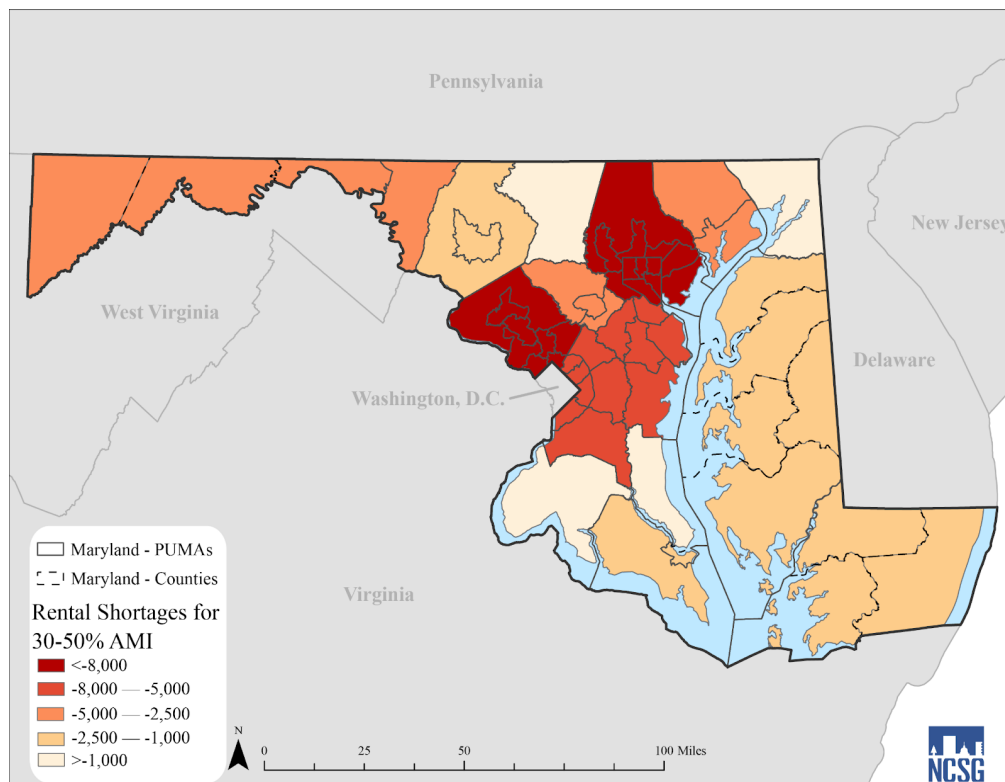 Pennsylvania
New Jersey
West Virginia
Delaware
Washington, D.C.
Virginia
Maryland - PUMAs
Maryland - Counties
Rental Shortages for
30-50% AMI
<-8,000
-8,000 — -5,000
-5,000 — -2,500
-2,500 — -1,000
>-1,000
N
0 25 50 100 Miles
NCSG